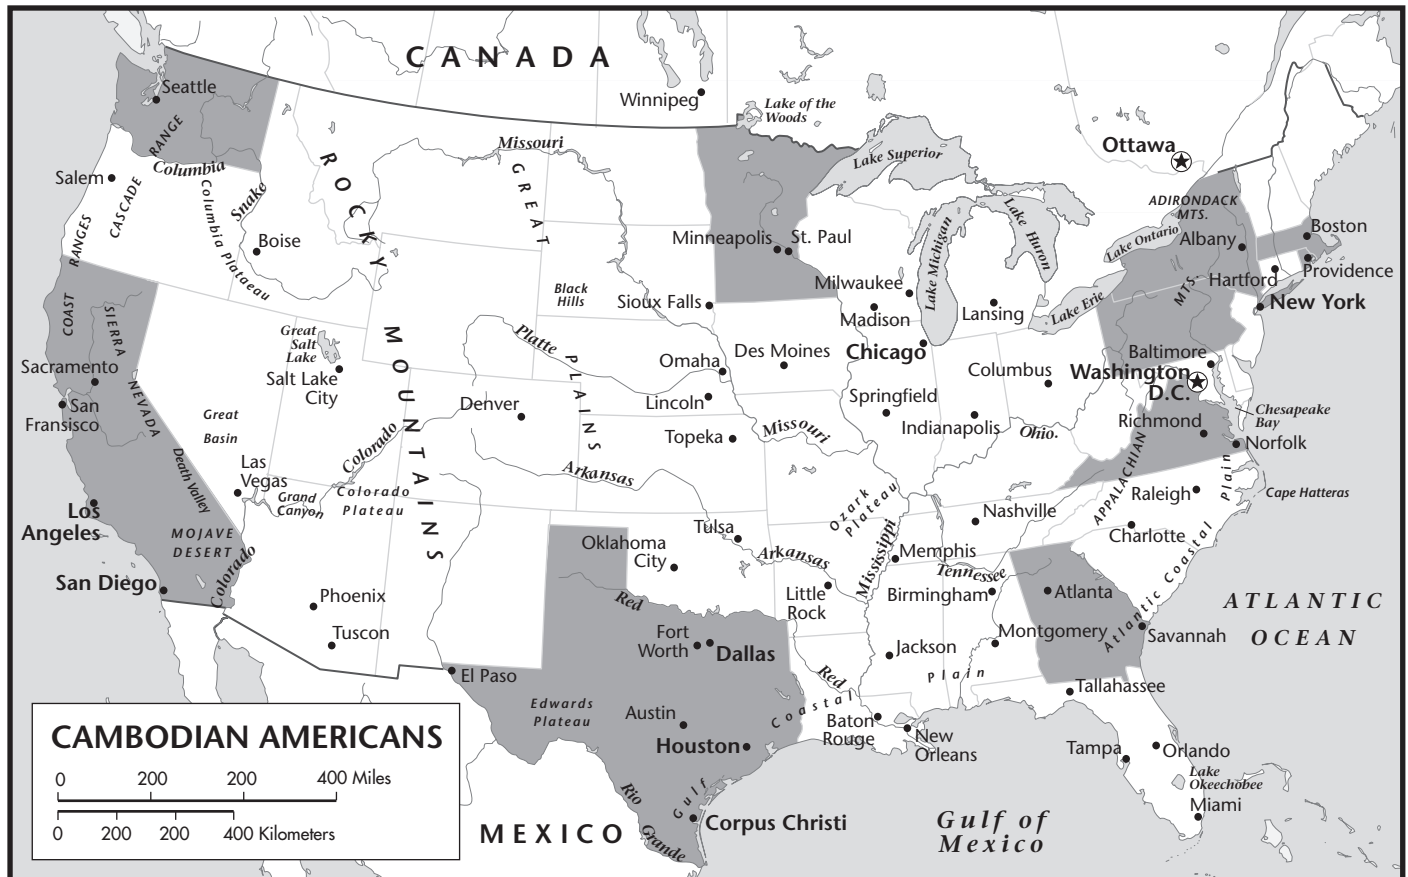 CANADA
Seattle
Winnipeg
Lake of the
Woods
Ottawa
Missouri
Lake Superior
RANGE
Columbia
Salem
CASCADE
Snake
Columbia Plateau
ROCKY
GREAT
ADIRONDACK
MTS.
Lake Huron
Lake Michigan
Lake Ontario
Albany
Boston
RANGES
Boise
Minneapolis
St. Paul
Providence
Hartford
Milwaukee
Black
Hills
Sioux Falls
Madison
Lansing
Lake Erie
MTS.
New York
COAST
SIERRA
Great
Salt
Lake
MOUNTAINS
Platte
PLAINS
Omaha
Des Moines
Chicago
Baltimore
Columbus
Washington
D.C.
Sacramento
Salt Lake
City
Springfield
San
Fransisco
NEVADA
Great
Basin
Denver
Lincoln
Indianapolis
Ohio.
Richmond
Chesapeake
Bay
Topeka
Missouri
Norfolk
Colorado
Death Valley
Las
Vegas
Arkansas
Grand
Canyon
Colorado
Plateau
Ozark
Plateau
APPALACHIAN
Plain
Raleigh
Cape Hatteras
Los
Angeles
MOJAVE
DESERT
Tulsa
Nashville
Charlotte
Oklahoma
City
Arkansas
Mississippi
Memphis
Tennessee
Atlantic Coastal
San Diego
Colorado
Little
Rock
Birmingham
Atlanta
ATLANTIC
OCEAN
Phoenix
Red
Tuscon
Fort
Worth
Dallas
Montgomery
Savannah
Jackson
El Paso
Red
Plain
Tallahassee
Edwards
Plateau
Austin
Coastal
Baton
Rouge
New
Orleans
Houston
Tampa
Orlando
Lake
Okeechobee
Rio
Grande
Gulf
Miami
MEXICO
Corpus Christi
Gulf of
Mexico
CAMBODIAN AMERICANS
0 200 200 400 Miles
0 200 200 400 Kilometers